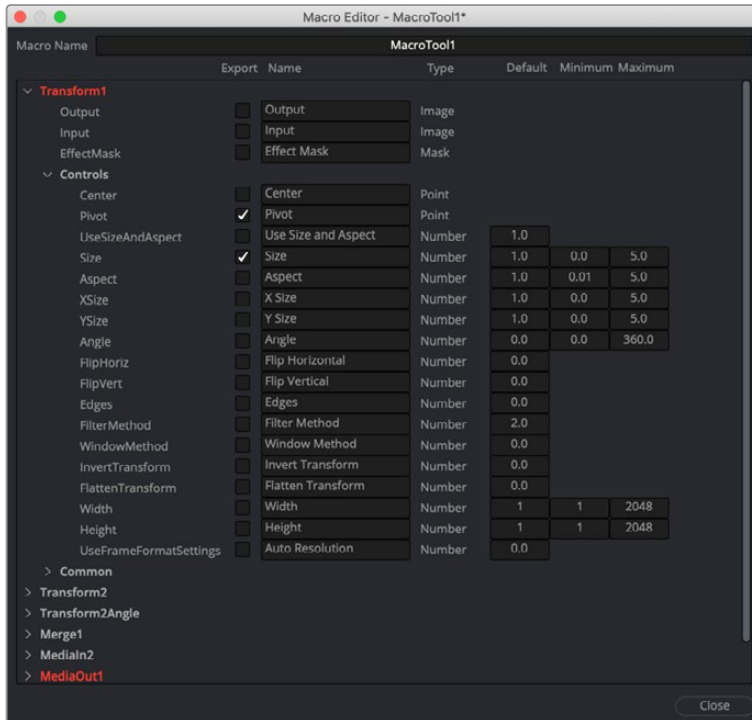 Macro Editor - MacroTool1*
Macro Name MacroTool1
Export Name Type Default Minimum Maximum
Transform1
Output Output Image
Input Input Image
EffectMask Effect Mask Mask
Controls
Center Center Point
Pivot Pivot Point
UseSizeAndAspect Use Size and Aspect Number 1.0
Size Size Number 1.0 0.0 5.0
Aspect Aspect Number 1.0 0.01 5.0
XSize X Size Number 1.0 0.0 5.0
YSize Y Size Number 1.0 0.0 5.0
Angle Angle Number 0.0 0.0 360.0
FlipHoriz Flip Horizontal Number 0.0
FlipVert Flip Vertical Number 0.0
Edges Edges Number 0.0
FilterMethod Filter Method Number 2.0
WindowMethod Window Method Number 0.0
InvertTransform Invert Transform Number 0.0
FlattenTransform Flatten Transform Number 0.0
Width Width Number 1 1 2048
Height Height Number 1 1 2048
UseFrameFormatSettings Auto Resolution Number 0.0
Common
Transform2
Transform2Angle
Merge1
MediaIn2
MediaOut1
Close